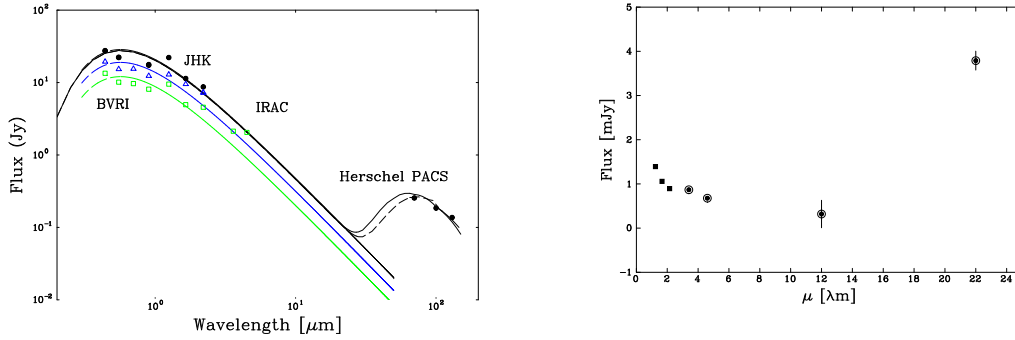 10²
10¹
10⁰
10⁻¹
10⁻²
Flux (Jy)
JHK
BVRI
IRAC
Herschel PACS
10⁰
10¹
10²
Wavelength [μm]
5
4
3
2
1
0
−1
Flux [mJy]
0 2 4 6 8 10 12 14 16 18 20 22 24
μ [λm]